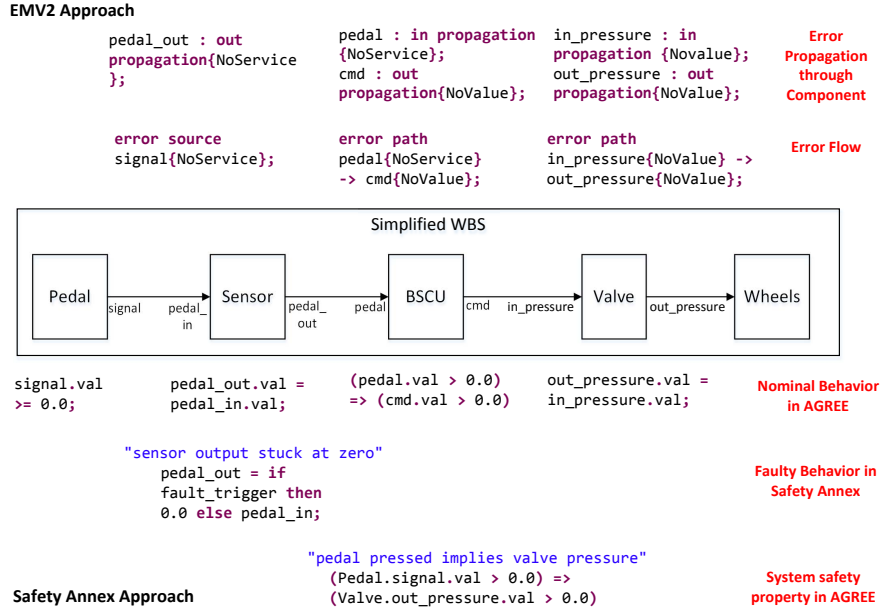 EMV2 Approach
pedal_out : out
propagation{NoService
};
pedal : in propagation
{NoService};
cmd : out
propagation{NoValue};
in_pressure : in
propagation {Novalue};
out_pressure : out
propagation{NoValue};
Error
Propagation
through
Component
error source
signal{NoService};
error path
pedal{NoService}
-> cmd{NoValue};
error path
in_pressure{NoValue} ->
out_pressure{NoValue};
Error Flow
Simplified WBS
Pedal
signal
pedal_
in
Sensor
pedal_
out
pedal
BSCU
cmd
in_pressure
Valve
out_pressure
Wheels
signal.val
>= 0.0;
pedal_out.val =
pedal_in.val;
(pedal.val > 0.0)
=> (cmd.val > 0.0)
out_pressure.val =
in_pressure.val;
Nominal Behavior
in AGREE
"sensor output stuck at zero"
pedal_out = if
fault_trigger then
0.0 else pedal_in;
Faulty Behavior in
Safety Annex
"pedal pressed implies valve pressure"
(Pedal.signal.val > 0.0) =>
(Valve.out_pressure.val > 0.0)
System safety
property in AGREE
Safety Annex Approach